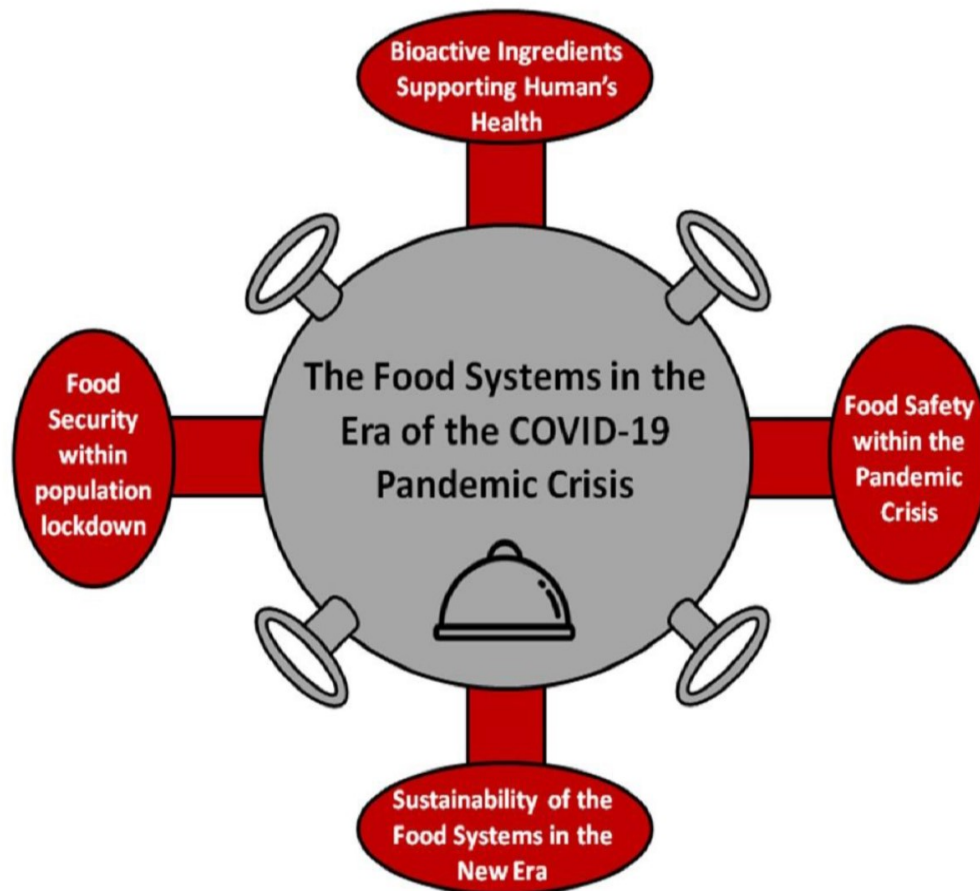 Bioactive Ingredients
Supporting Human's
Health
The Food Systems in the
Era of the COVID-19
Pandemic Crisis
Food
Security
within
population
lockdown
Food Safety
within the
Pandemic
Crisis
Sustainability of the
Food Systems in the
New Era